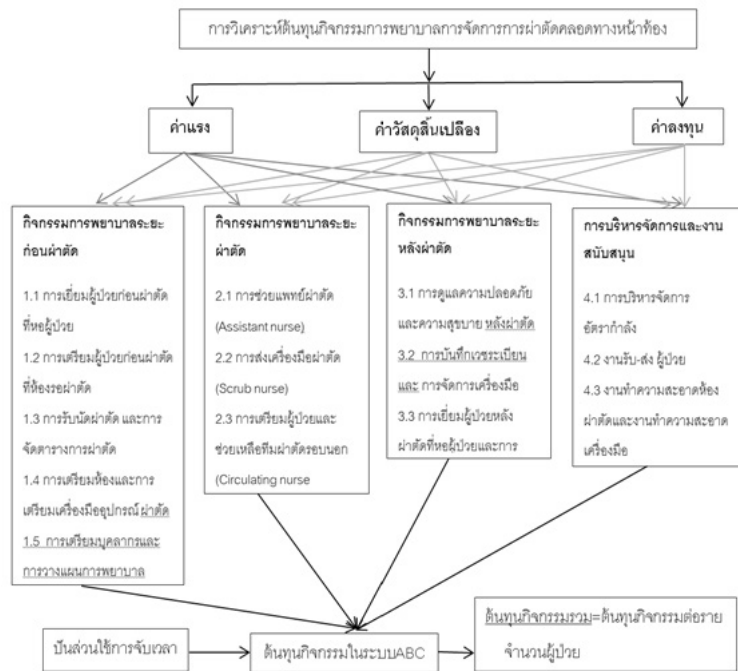 การวิเคราะห์ต้นทุนกิจกรรมการพยาบาลการจัดการการผ่าตัดคลอดทางหน้าท้อง
ค่าแรง
ค่าวัสดุสิ้นเปลือง
ค่าลงทุน
กิจกรรมการพยาบาลระยะ
ก่อนผ่าตัด
1.1 การเยี่ยมผู้ป่วยก่อนผ่าตัด
ที่หอผู้ป่วย
1.2 การเตรียมผู้ป่วยก่อนผ่าตัด
ที่ห้องรอผ่าตัด
1.3 การรับนัดผ่าตัด และการ
จัดตารางการผ่าตัด
1.4 การเตรียมห้องและการ
เตรียมเครื่องมืออุปกรณ์ ผ่าตัด
1.5 การเตรียมบุคลากรและ
การวางแผนการพยาบาล
กิจกรรมการพยาบาลระยะ
ผ่าตัด
2.1 การช่วยแพทย์ผ่าตัด
(Assistant nurse)
2.2 การส่งเครื่องมือผ่าตัด
(Scrub nurse)
2.3 การเตรียมผู้ป่วยและ
ช่วยเหลือทีมผ่าตัดรอบนอก
(Circulating nurse
กิจกรรมการพยาบาลระยะ
หลังผ่าตัด
3.1 การดูแลความปลอดภัย
และความสุขบาย หลังผ่าตัด
3.2 การบันทึกเวชระเบียน
และ การจัดการเครื่องมือ
3.3 การเยี่ยมผู้ป่วยหลัง
ผ่าตัดที่หอผู้ป่วยและการ
การบริหารจัดการและงาน
สนับสนุน
4.1 การบริหารจัดการ
อัตรากำลัง
4.2 งานรับ-ส่ง ผู้ป่วย
4.3 งานทำความสะอาดห้อง
ผ่าตัดและงานทำความสะอาด
เครื่องมือ
ปันส่วนใช้การจับเวลา
ต้นทุนกิจกรรมในระบบABC
ต้นทุนกิจกรรมรวม=ต้นทุนกิจกรรมต่อราย
จำนวนผู้ป่วย